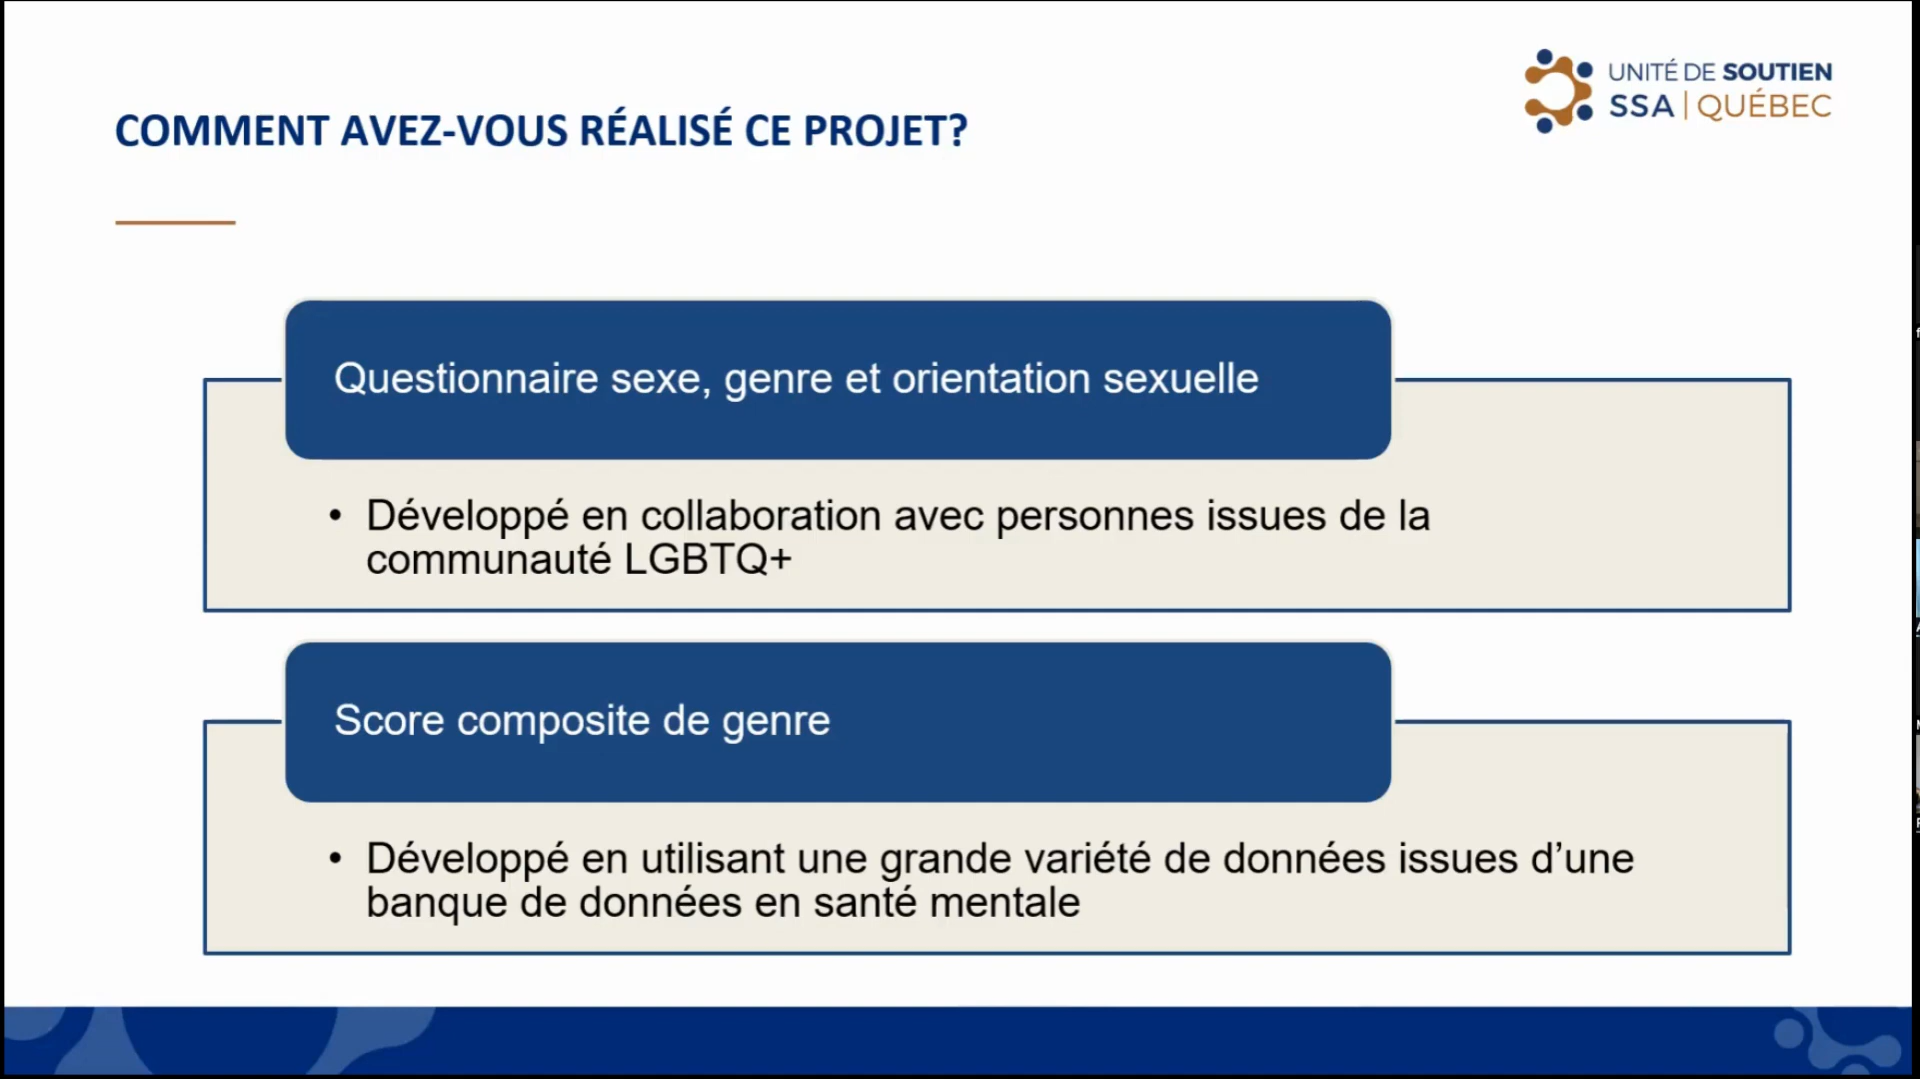 UNITÉ DE SOUTIEN
SSA | QUÉBEC
COMMENT AVEZ-VOUS RÉALISÉ CE PROJET?
Questionnaire sexe, genre et orientation sexuelle
• Développé en collaboration avec personnes issues de la
communauté LGBTQ+
Score composite de genre
• Développé en utilisant une grande variété de données issues d’une
banque de données en santé mentale